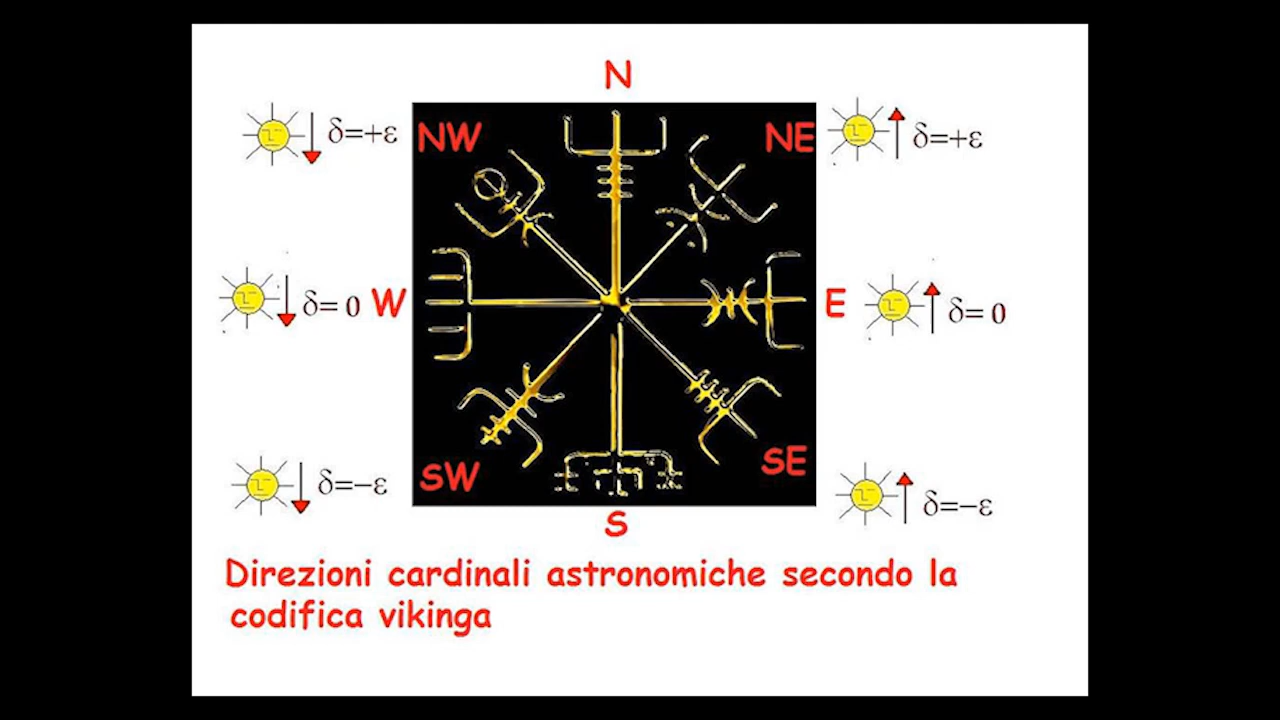 N
δ=+ε NW NE δ=+ε
δ= 0 W E δ= 0
δ=−ε SW SE δ=−ε
S
Direzioni cardinali astronomiche secondo la
codifica vikinga